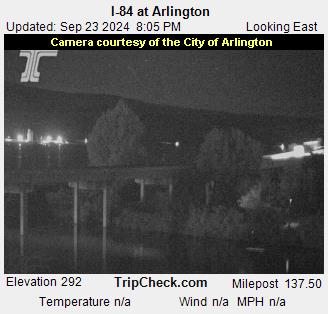 I-84 at Arlington
Updated: Sep 23 2024 8:05 PM Looking East
Camera courtesy of the City of Arlington
Elevation 292 TripCheck.com Milepost 137.50
Temperature n/a Wind n/a MPH n/a